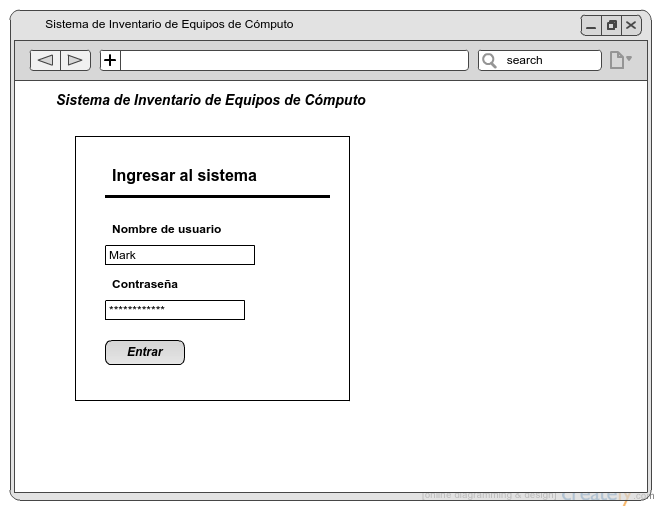 Sistema de Inventario de Equipos de Cómputo
search
Sistema de Inventario de Equipos de Cómputo
Ingresar al sistema
Nombre de usuario
Mark
Contraseña
************
Entrar
[online diagramming & design] creately.com